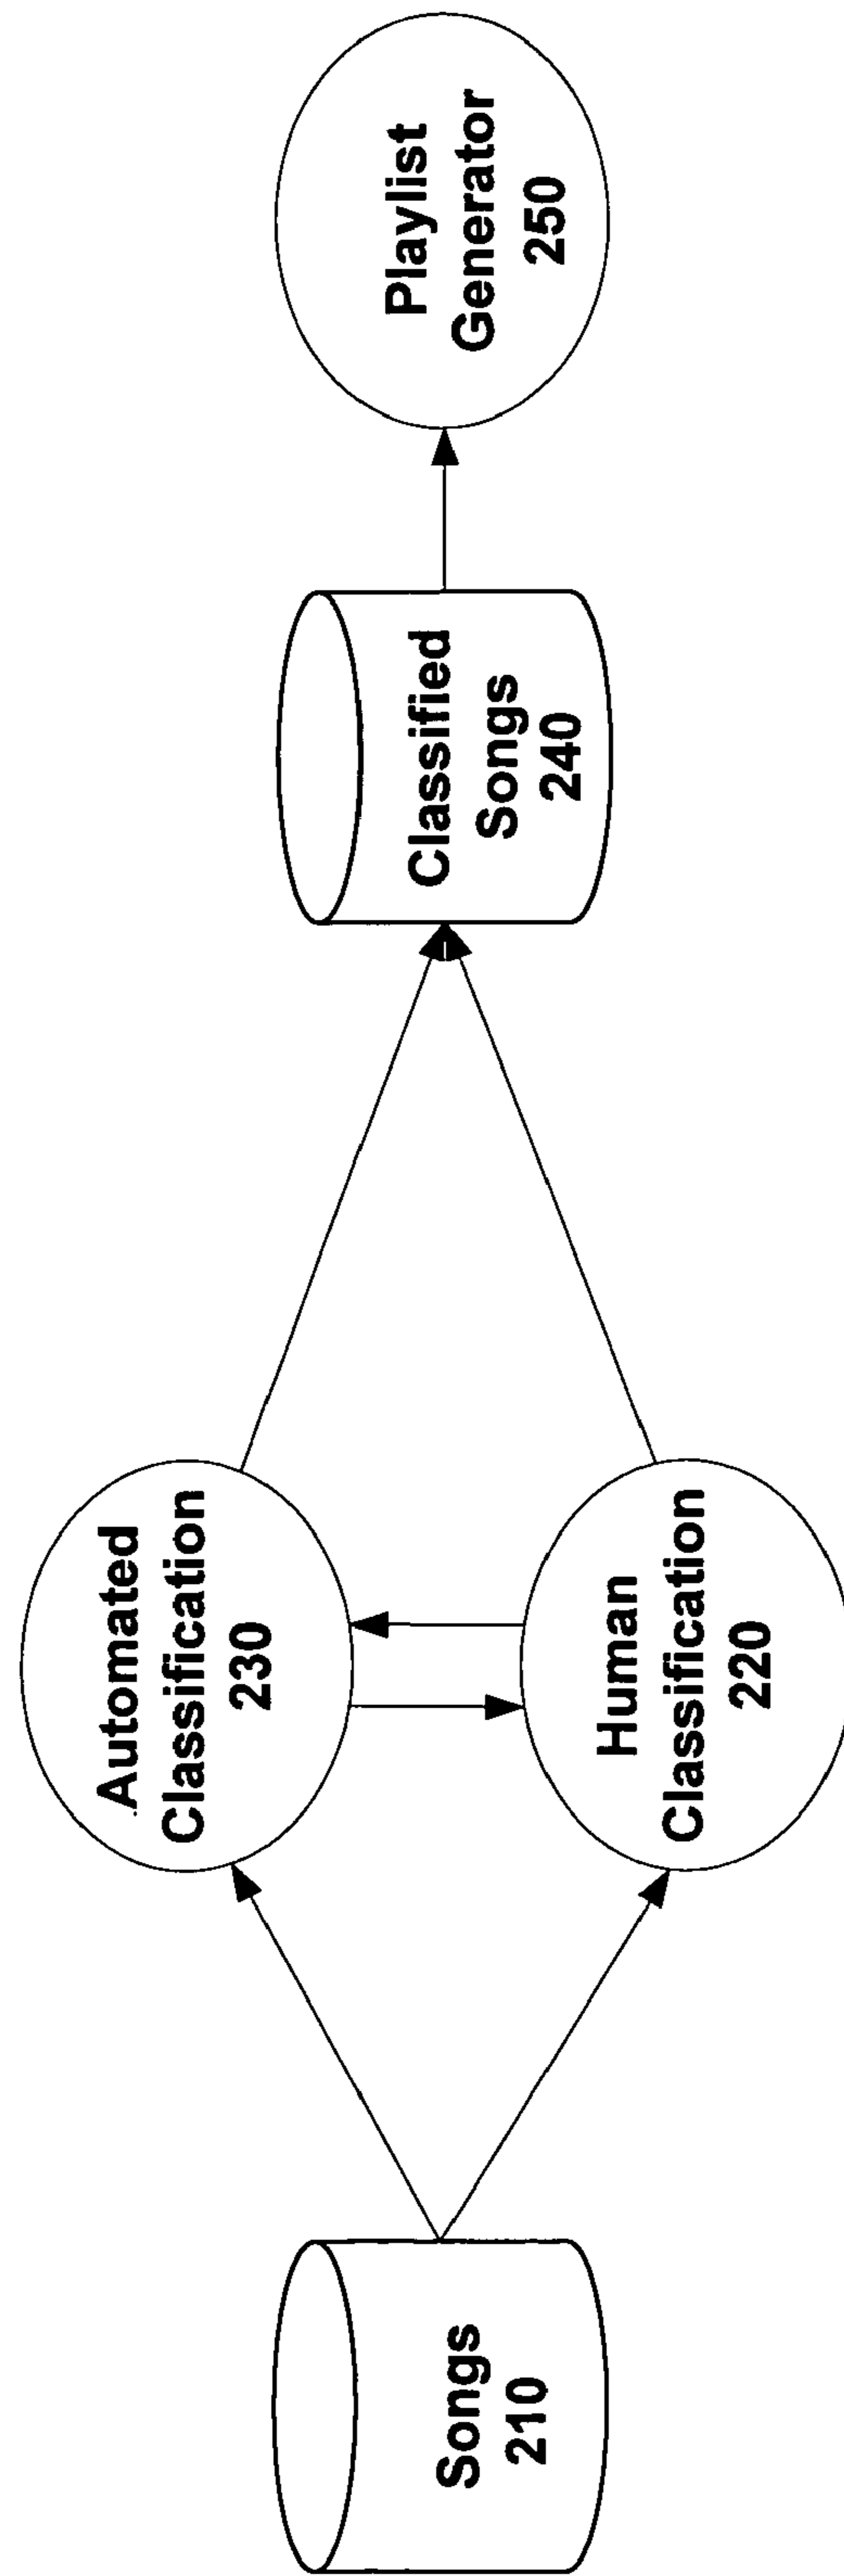 Songs
210
Automated
Classification
230
Human
Classification
220
Classified
Songs
240
Playlist
Generator
250